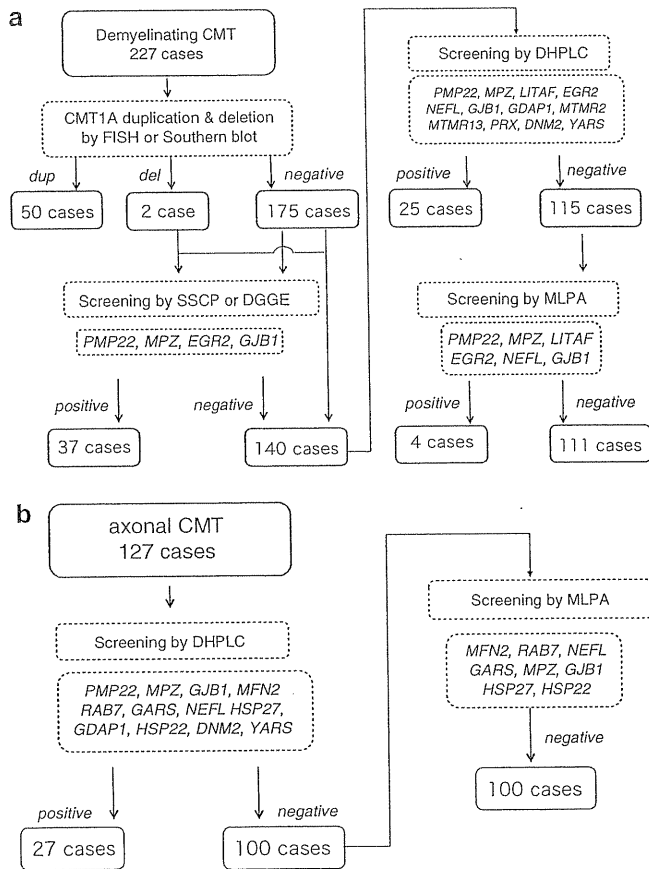 a
Demyelinating CMT
227 cases
CMT1A duplication & deletion
by FISH or Southern blot
dup
del
negative
50 cases
2 case
175 cases
Screening by SSCP or DGGE
PMP22, MPZ, EGR2, GJB1
positive
negative
37 cases
140 cases
Screening by DHPLC
PMP22, MPZ, LITAF, EGR2
NEFL, GJB1, GDAP1, MTMR2
MTMR13, PRX, DNM2, YARS
positive
negative
25 cases
115 cases
Screening by MLPA
PMP22, MPZ, LITAF
EGR2, NEFL, GJB1
positive
negative
4 cases
111 cases
b
axonal CMT
127 cases
Screening by DHPLC
PMP22, MPZ, GJB1, MFN2
RAB7, GARS, NEFL HSP27,
GDAP1, HSP22, DNM2, YARS
positive
negative
27 cases
100 cases
Screening by MLPA
MFN2, RAB7, NEFL
GARS, MPZ, GJB1
HSP27, HSP22
negative
100 cases